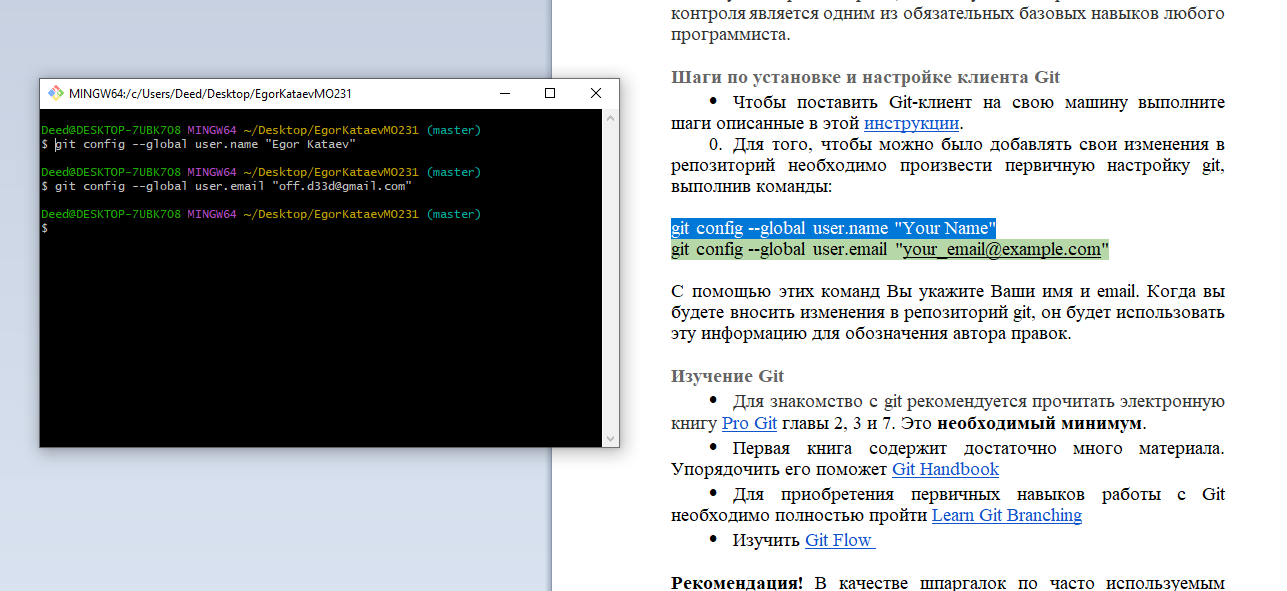 MINGW64:/c/Users/Deed/Desktop/EgorKataevMO231
Deed@DESKTOP-7UBK7O8 MINGW64 ~/Desktop/EgorKataevMO231 (master)
$ git config --global user.name "Egor Kataev"
Deed@DESKTOP-7UBK7O8 MINGW64 ~/Desktop/EgorKataevMO231 (master)
$ git config --global user.email "off.d33d@gmail.com"
Deed@DESKTOP-7UBK7O8 MINGW64 ~/Desktop/EgorKataevMO231 (master)
$
контроля является одним из обязательных базовых навыков любого
программиста.
Шаги по установке и настройке клиента Git
• Чтобы поставить Git-клиент на свою машину выполните
шаги описанные в этой инструкции.
0. Для того, чтобы можно было добавлять свои изменения в
репозиторий необходимо произвести первичную настройку git,
выполнив команды:
git config --global user.name "Your Name"
git config --global user.email "your_email@example.com"
С помощью этих команд Вы укажите Ваши имя и email. Когда вы
будете вносить изменения в репозиторий git, он будет использовать
эту информацию для обозначения автора правок.
Изучение Git
• Для знакомство с git рекомендуется прочитать электронную
книгу Pro Git главы 2, 3 и 7. Это необходимый минимум.
• Первая книга содержит достаточно много материала.
Упорядочить его поможет Git Handbook
• Для приобретения первичных навыков работы с Git
необходимо полностью пройти Learn Git Branching
• Изучить Git Flow
Рекомендация! В качестве шпаргалок по часто используемым